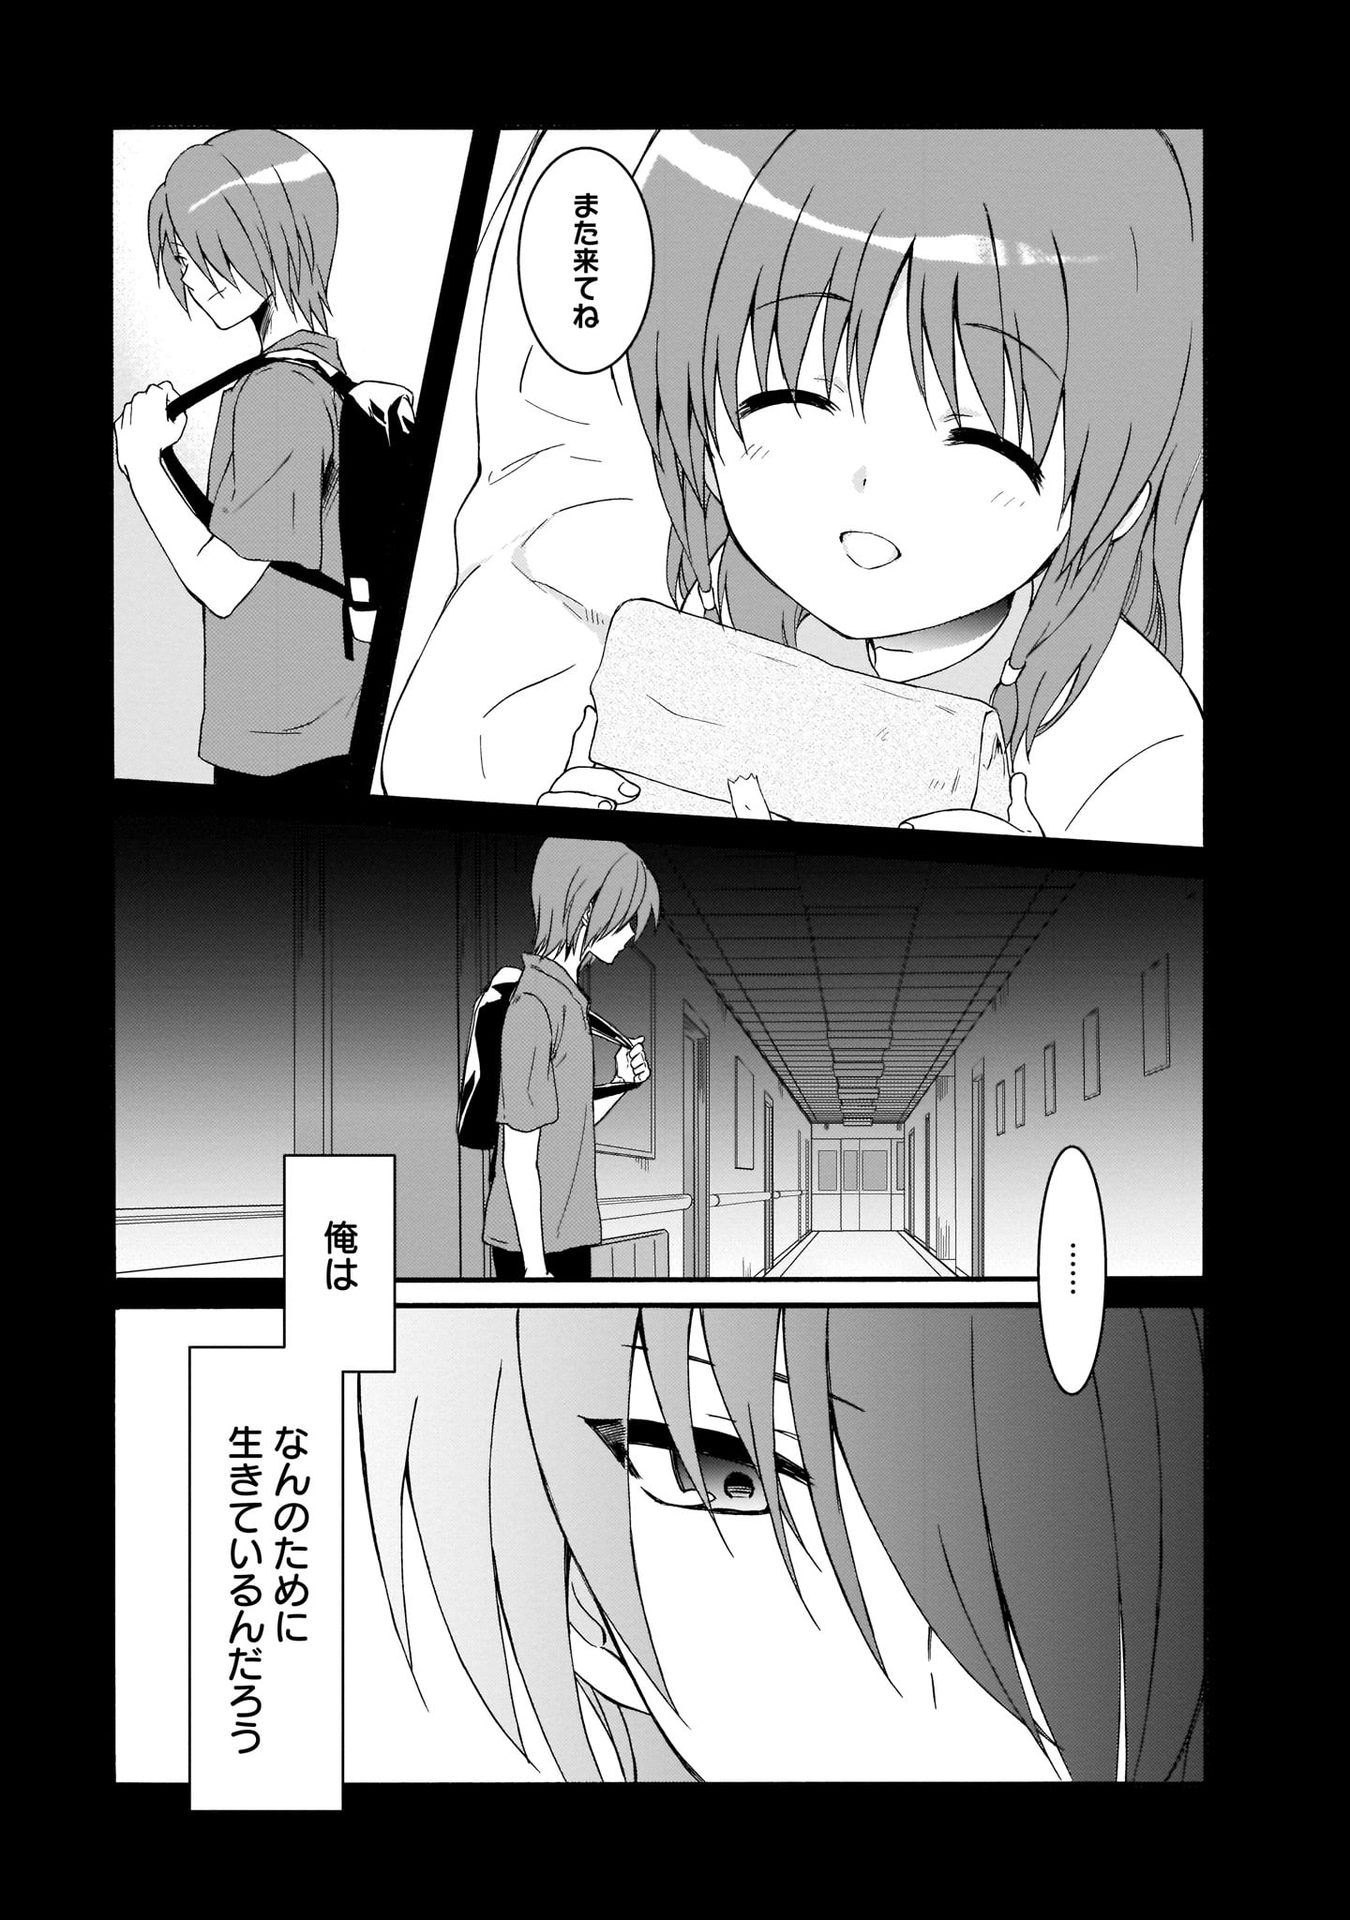 また来てね
……
俺は
なんのために
生きているんだろう